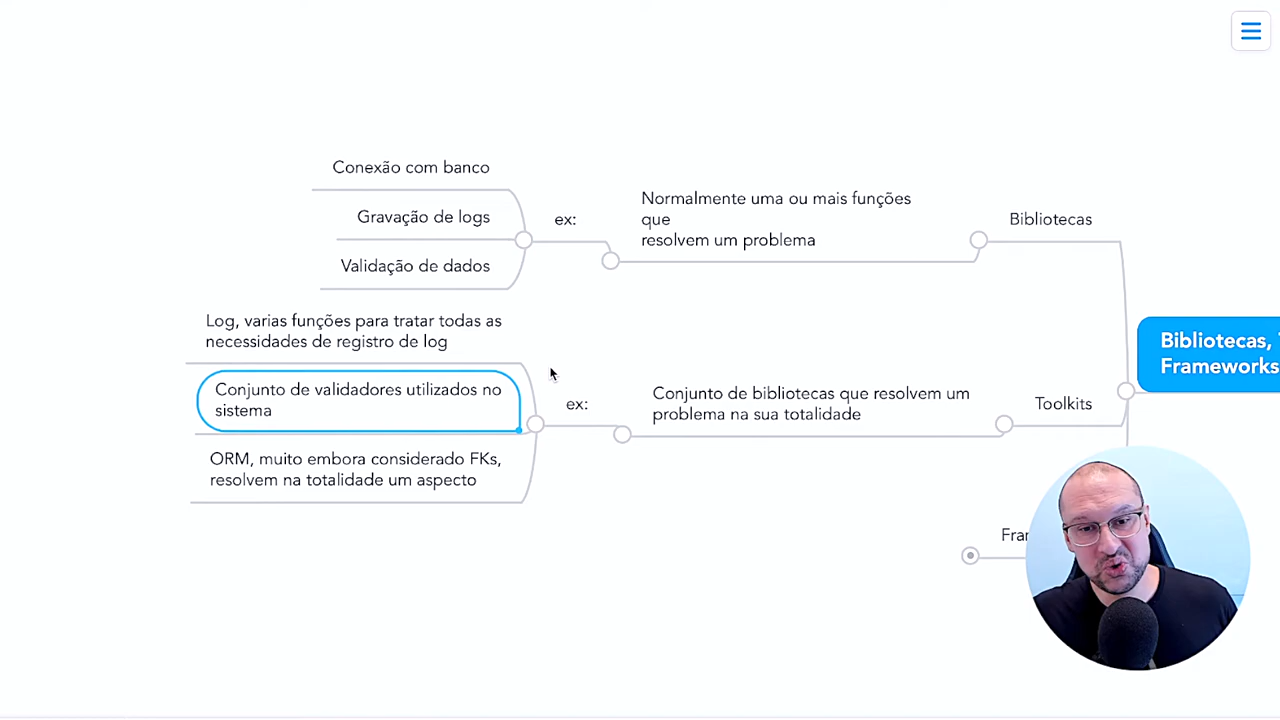 Conexão com banco
Gravação de logs
Validação de dados
ex:
Normalmente uma ou mais funções
que
resolvem um problema
Bibliotecas
Log, varias funções para tratar todas as
necessidades de registro de log
Conjunto de validadores utilizados no
sistema
ORM, muito embora considerado FKs,
resolvem na totalidade um aspecto
ex:
Conjunto de bibliotecas que resolvem um
problema na sua totalidade
Toolkits
Bibliotecas,
Frameworks